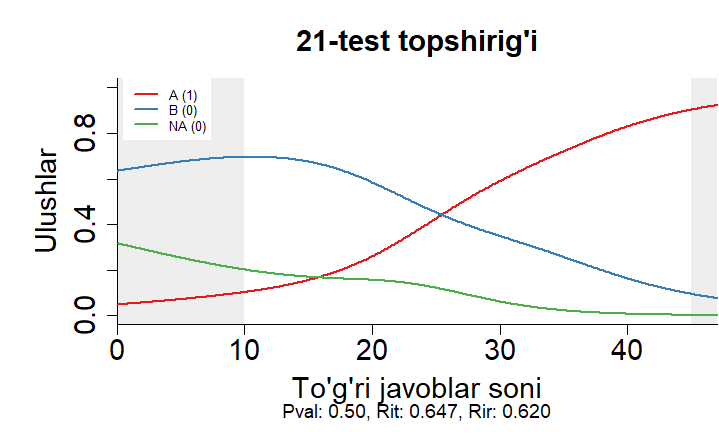 21-test topshirig'i
A (1)
B (0)
NA (0)
Ulushlar
0.8
0.4
0.0
0 10 20 30 40
To'g'ri javoblar soni
Pval: 0.50, Rit: 0.647, Rir: 0.620